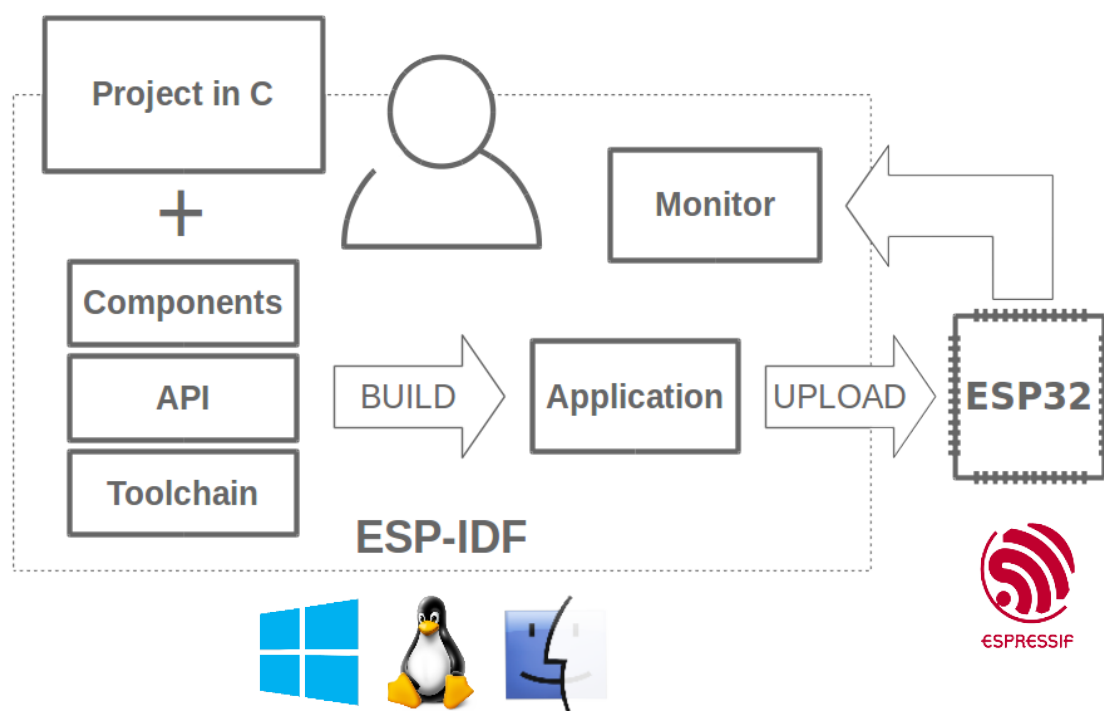 Project in C
+
Components
API
Toolchain
BUILD
Application
UPLOAD
Monitor
ESP32
ESP-IDF
ESPRESSIF